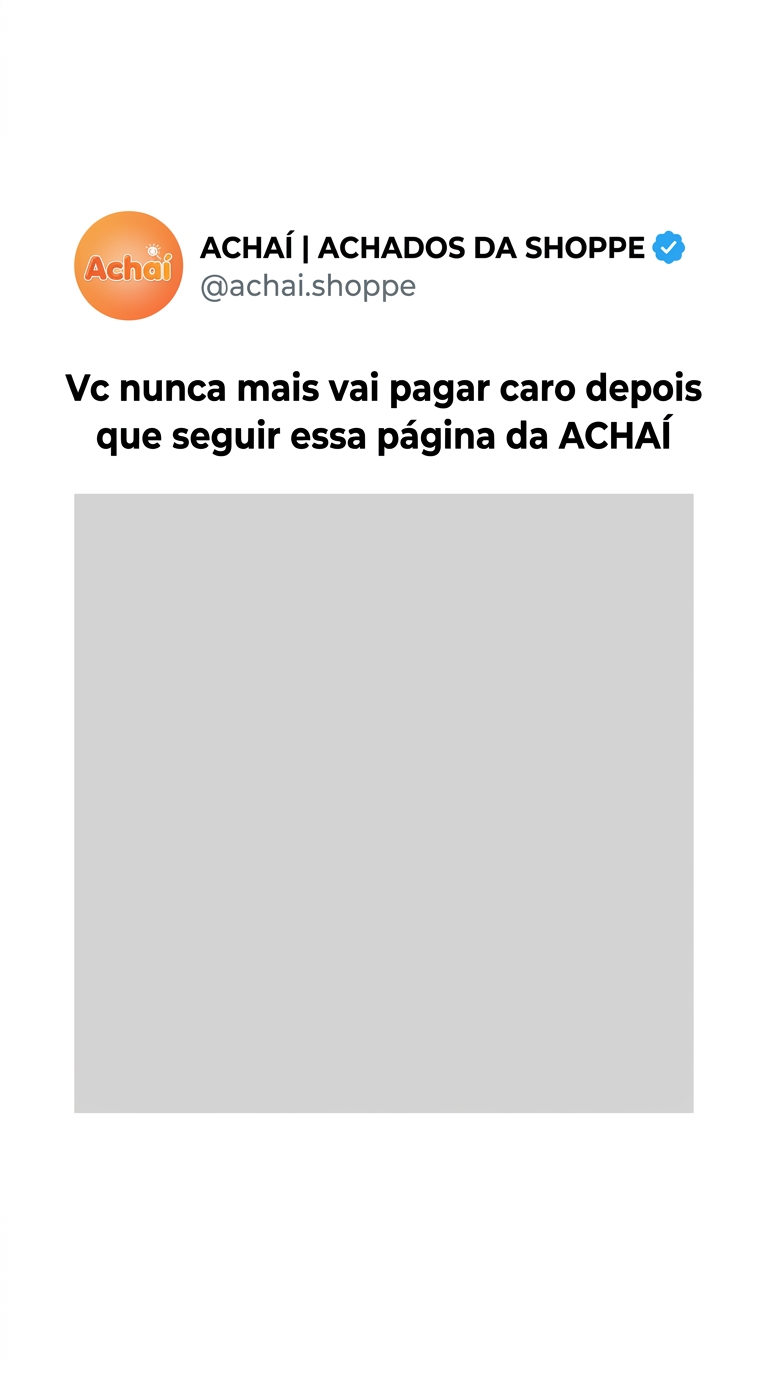 Achaí
ACHAÍ | ACHADOS DA SHOPPE
@achai.shoppe
Vc nunca mais vai pagar caro depois
que seguir essa página da ACHAÍ